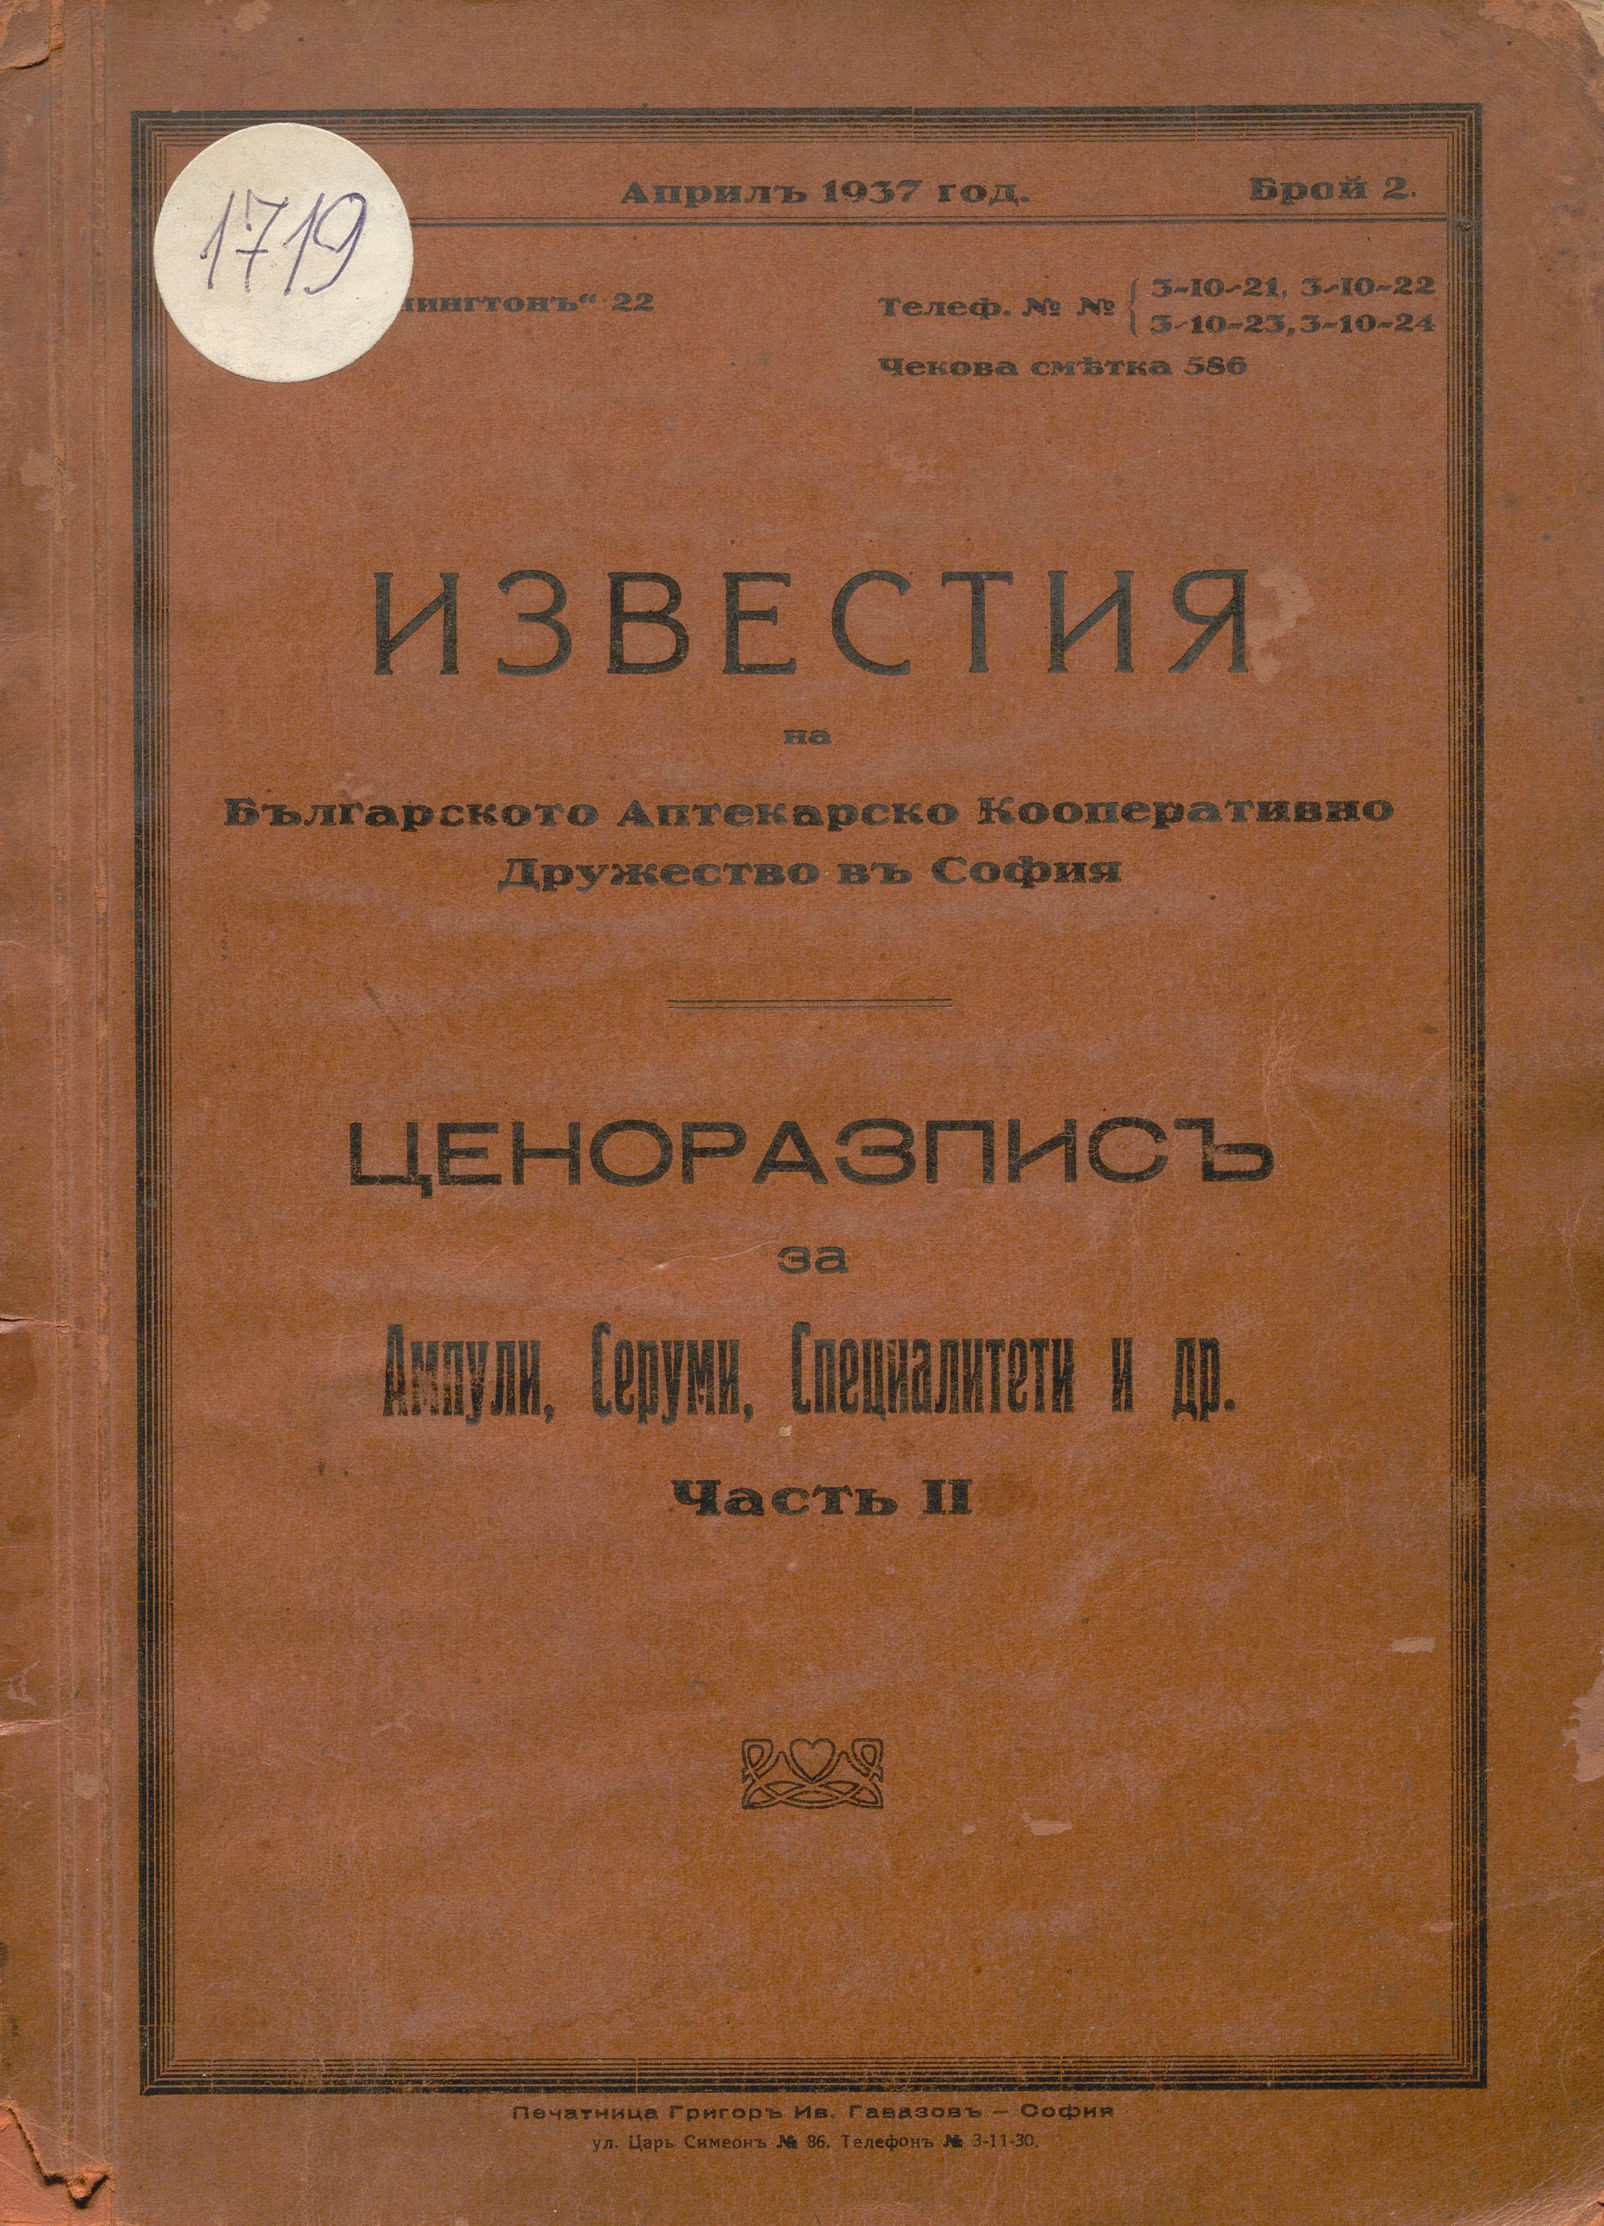 1719
Априлъ 1937 год. Брой 2.
22 Телеф. № № 3-10-21, 3-10-22
3-10-23, 3-10-24
Чекова смѣтка 586
ИЗВЕСТИЯ
на
Българското Аптекарско Кооперативно
Дружество въ София
ЦЕНОРАЗПИСЪ
за
Ампули, Серуми, Специалитети и др.
Часть II
Печатница Григоръ Ив. Гавазовъ — София
ул. Царь Симеонъ № 86. Телефонъ № 3-11-30.